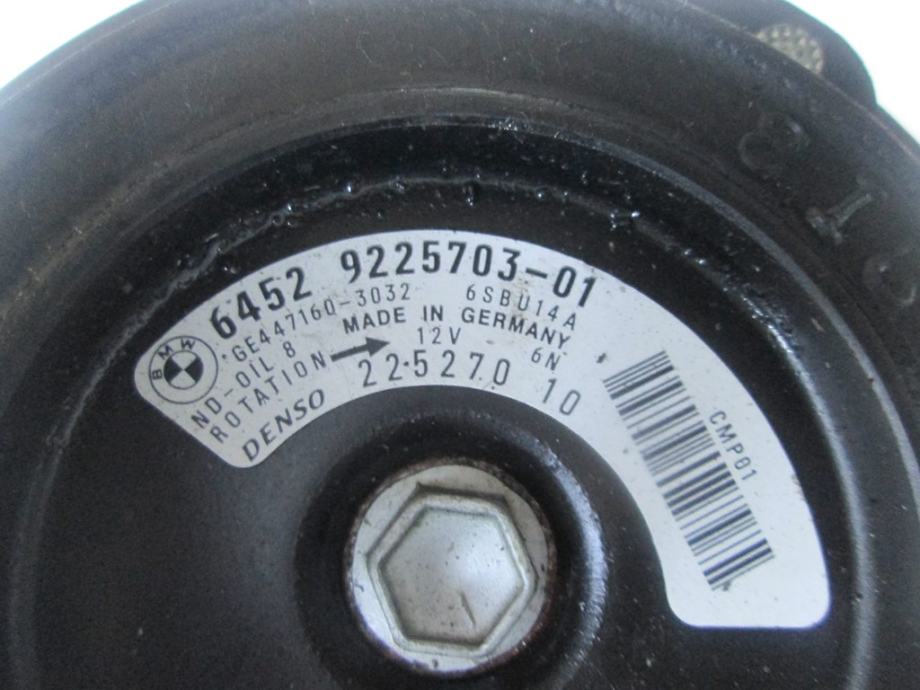 6452 9225703-01
BMW
GE447160-3032 6SBU14A
MADE IN GERMANY
ND-OIL 8 12V 6N
ROTATION
225270 10
DENSO
CMP01